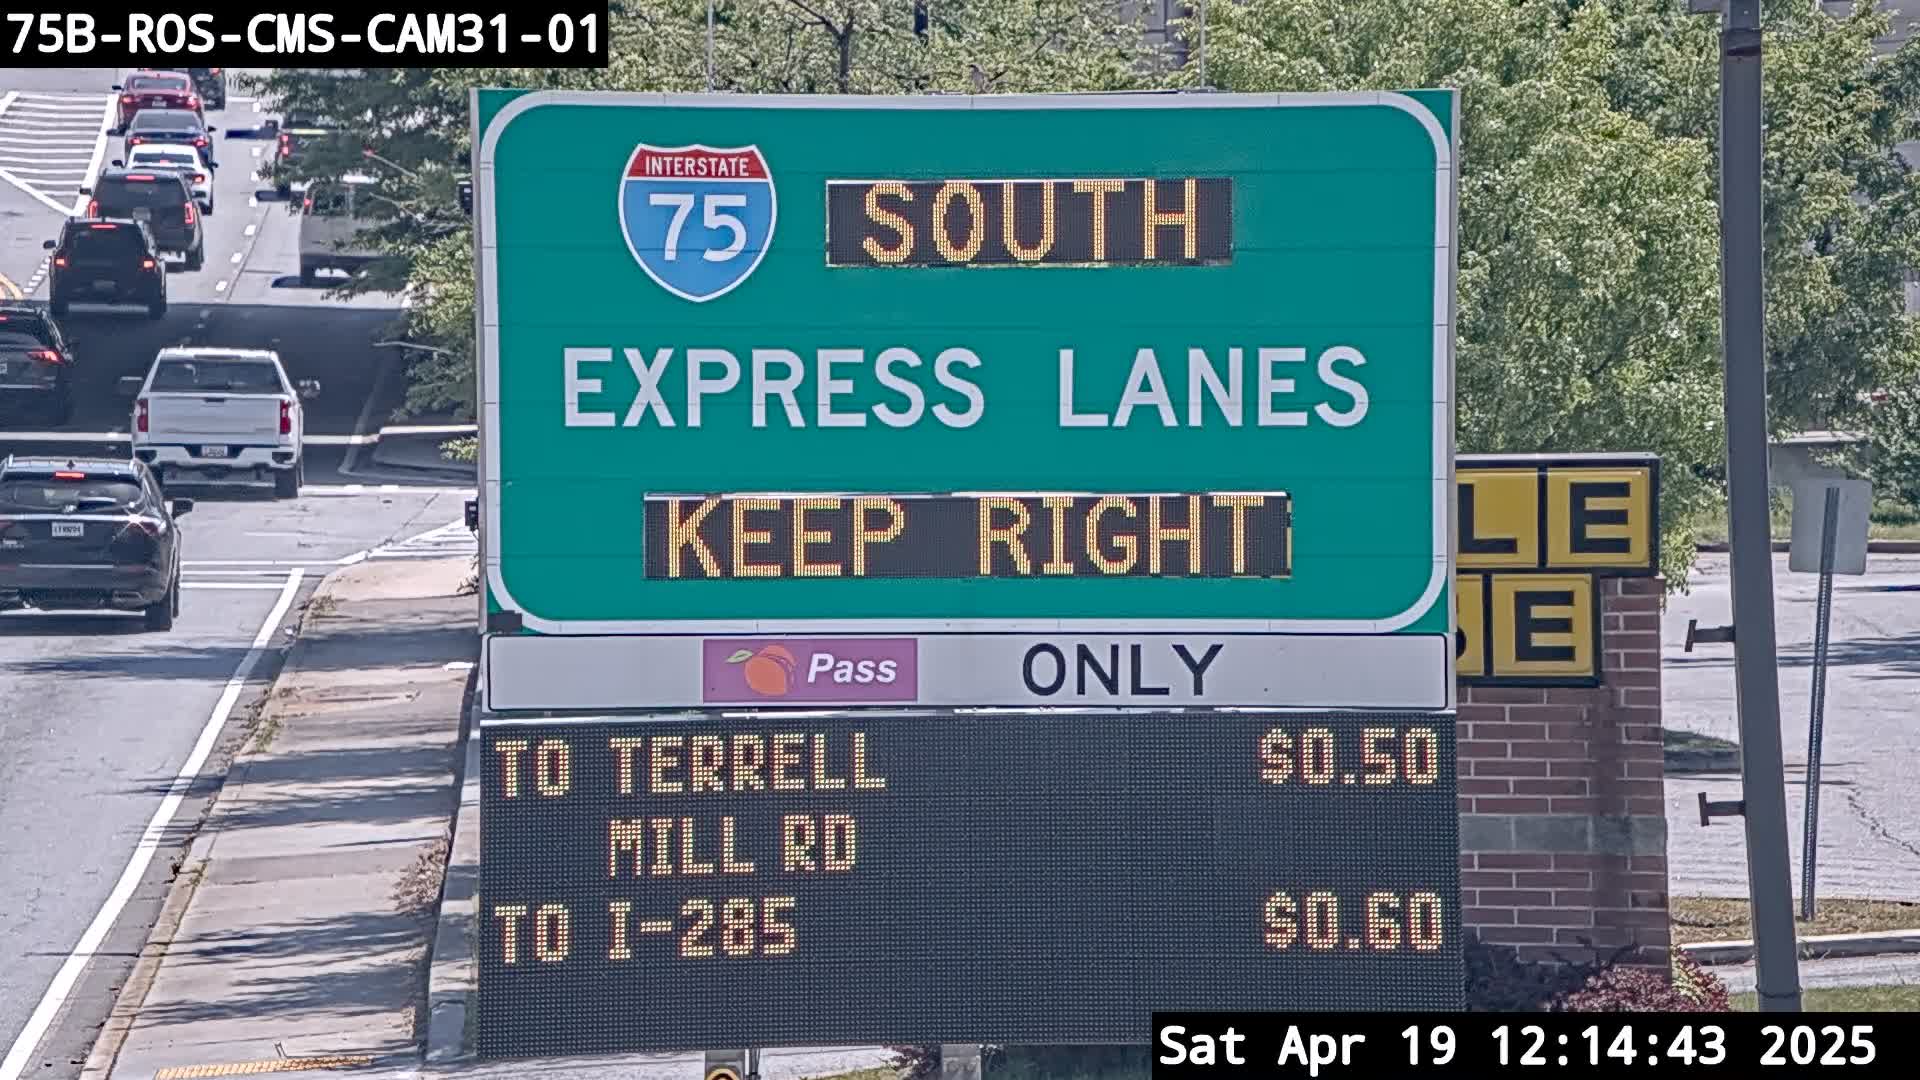 75B-ROS-CMS-CAM31-01
INTERSTATE
75
SOUTH
EXPRESS LANES
KEEP RIGHT
Pass
ONLY
TO TERRELL $0.50
MILL RD
TO I-285 $0.60
LE
E
Sat Apr 19 12:14:43 2025